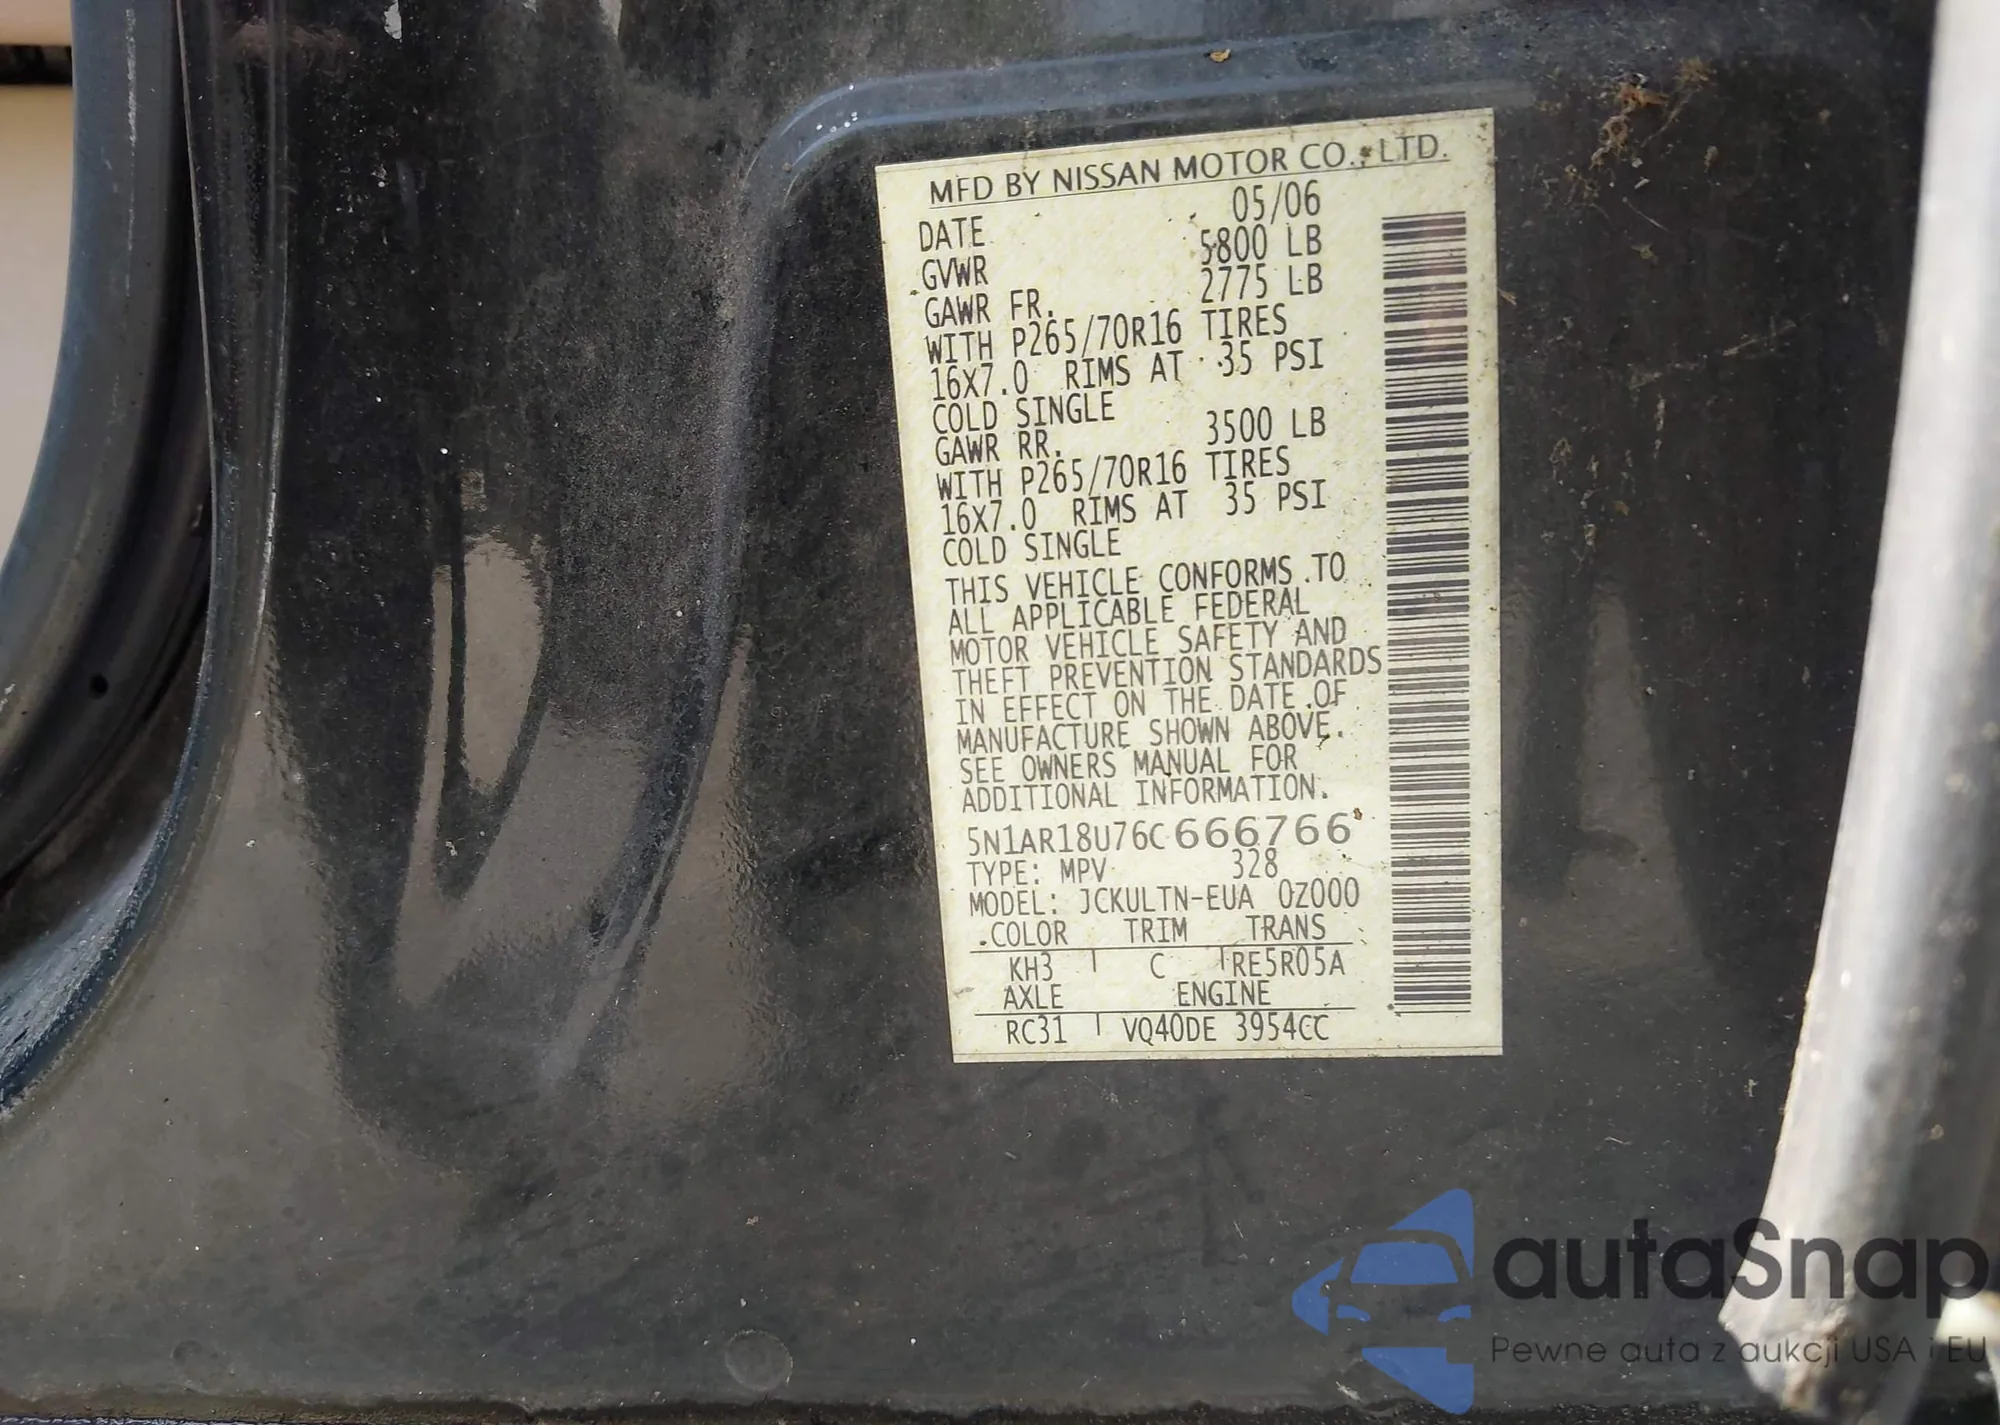 MFD BY NISSAN MOTOR CO., LTD.
DATE 05/06
GVWR 5800 LB
GAWR FR. 2775 LB
WITH P265/70R16 TIRES
16X7.0 RIMS AT 35 PSI
COLD SINGLE
GAWR RR. 3500 LB
WITH P265/70R16 TIRES
16X7.0 RIMS AT 35 PSI
COLD SINGLE
THIS VEHICLE CONFORMS TO
ALL APPLICABLE FEDERAL
MOTOR VEHICLE SAFETY AND
THEFT PREVENTION STANDARDS
IN EFFECT ON THE DATE OF
MANUFACTURE SHOWN ABOVE.
SEE OWNERS MANUAL FOR
ADDITIONAL INFORMATION.
5N1AR18U76C666766
TYPE: MPV 328
MODEL: JCKULTN-EUA 0Z000
COLOR TRIM TRANS
KH3 C RE5R05A
AXLE ENGINE
RC31 VQ40DE 3954CC
autaSnap
Pewne auta z aukcji USA i EU